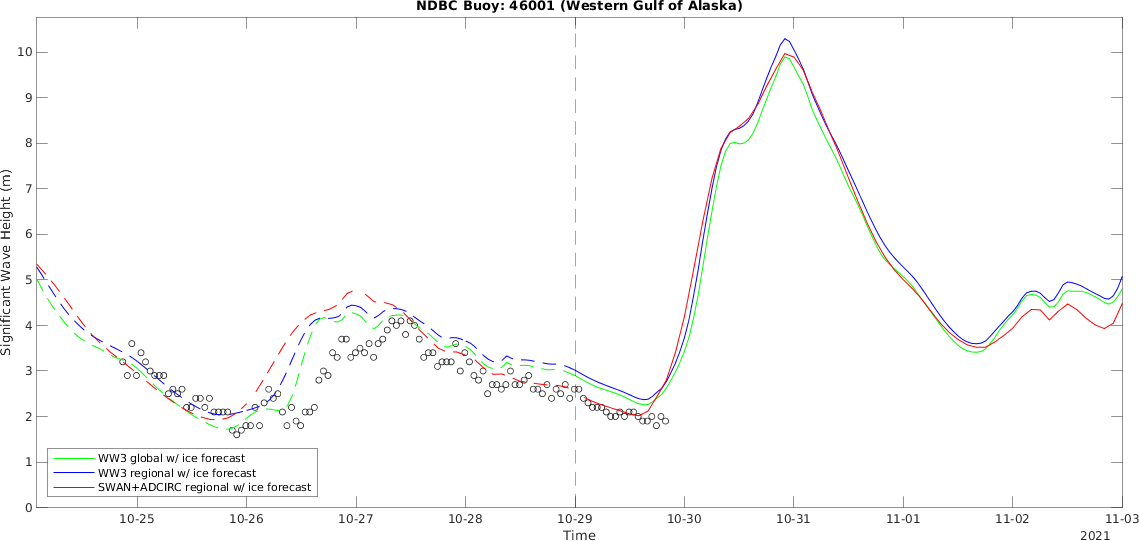 NDBC Buoy: 46001 (Western Gulf of Alaska)
Significant Wave Height (m)
10
9
8
7
6
5
4
3
2
1
0
WW3 global w/ ice forecast
WW3 regional w/ ice forecast
SWAN+ADCIRC regional w/ ice forecast
10-25 10-26 10-27 10-28 10-29 10-30 10-31 11-01 11-02 11-03
Time
2021